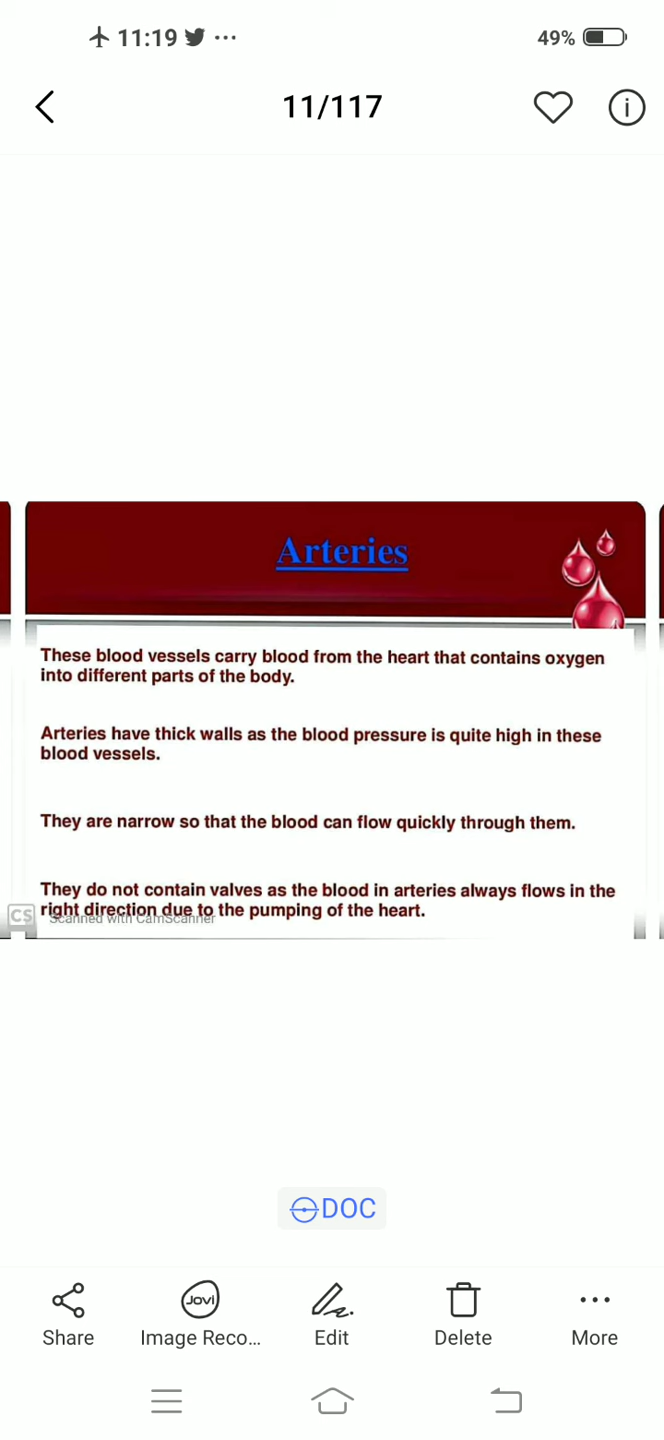 11:19 ...
49%
11/117
Arteries
These blood vessels carry blood from the heart that contains oxygen
into different parts of the body.
Arteries have thick walls as the blood pressure is quite high in these
blood vessels.
They are narrow so that the blood can flow quickly through them.
They do not contain valves as the blood in arteries always flows in the
right direction due to the pumping of the heart.
CS Scanned with CamScanner
DOC
Jovi
Share Image Reco... Edit Delete More